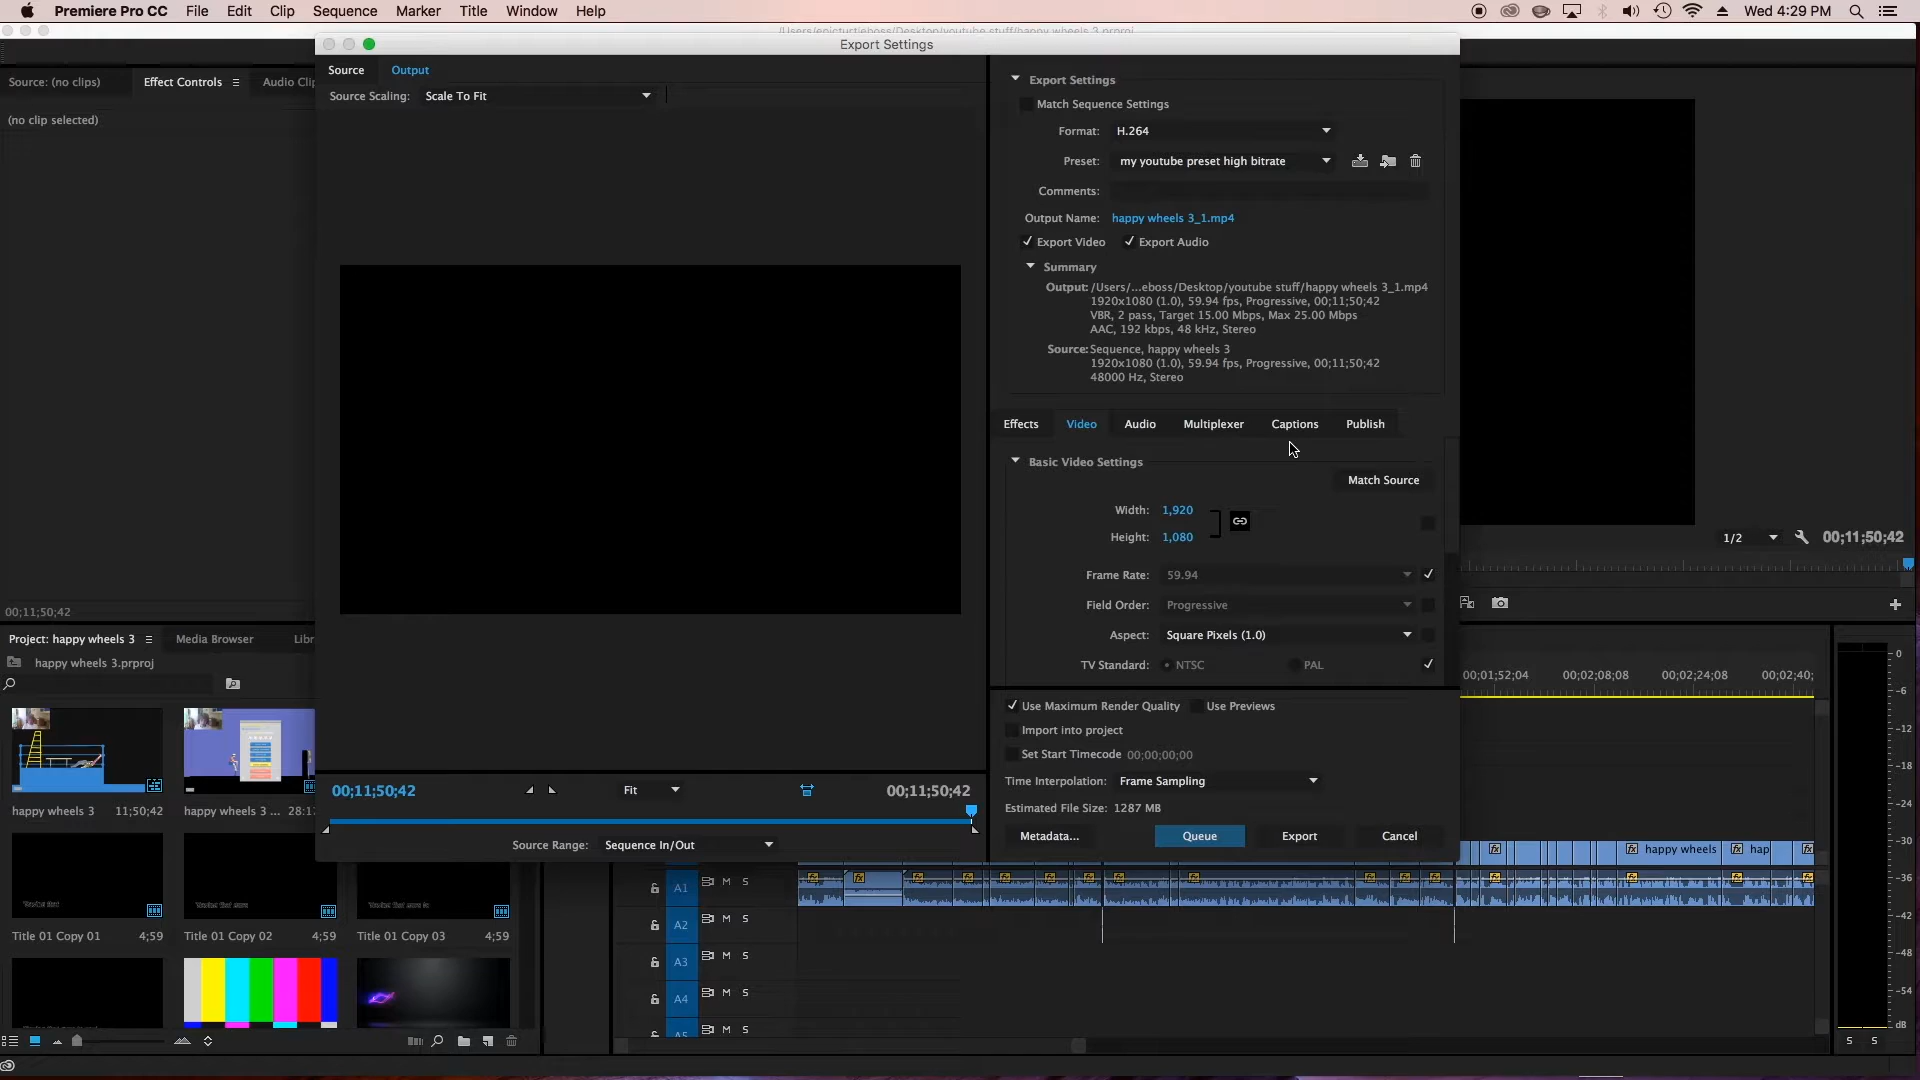 Premiere Pro CC File Edit Clip Sequence Marker Title Window Help
Wed 4:29 PM
/Users/epicturtleboss/Desktop/youtube stuff/happy wheels 3.prproj
Export Settings
Source: (no clips) Effect Controls Audio Clip
(no clip selected)
00;11;50;42
Source Output
Source Scaling: Scale To Fit
00;11;50;42 Fit 00;11;50;42
Source Range: Sequence In/Out
Export Settings
Match Sequence Settings
Format: H.264
Preset: my youtube preset high bitrate
Comments:
Output Name: happy wheels 3_1.mp4
Export Video Export Audio
Summary
Output: /Users/...eboss/Desktop/youtube stuff/happy wheels 3_1.mp4
1920x1080 (1.0), 59.94 fps, Progressive, 00;11;50;42
VBR, 2 pass, Target 15.00 Mbps, Max 25.00 Mbps
AAC, 192 kbps, 48 kHz, Stereo
Source: Sequence, happy wheels 3
1920x1080 (1.0), 59.94 fps, Progressive, 00;11;50;42
48000 Hz, Stereo
Effects Video Audio Multiplexer Captions Publish
Basic Video Settings
Match Source
Width: 1,920
Height: 1,080
Frame Rate: 59.94
Field Order: Progressive
Aspect: Square Pixels (1.0)
TV Standard: NTSC PAL
Use Maximum Render Quality Use Previews
Import into project
Set Start Timecode 00;00;00;00
Time Interpolation: Frame Sampling
Estimated File Size: 1287 MB
Metadata... Queue Export Cancel
1/2 00;11;50;42
Project: happy wheels 3 Media Browser Libr
happy wheels 3.prproj
happy wheels 3 11;50;42
happy wheels 3 ... 28:1
Title 01 Copy 01 4;59
Title 01 Copy 02 4;59
Title 01 Copy 03 4;59
00;01;52;04 00;02;08;08 00;02;24;08 00;02;40;
fx fx happy wheels fx hap fx
A1 M S
A2 M S
A3 M S
A4 M S
A5 M S
0
-6
-12
-18
-24
-30
-36
-42
-48
-54
dB
S S